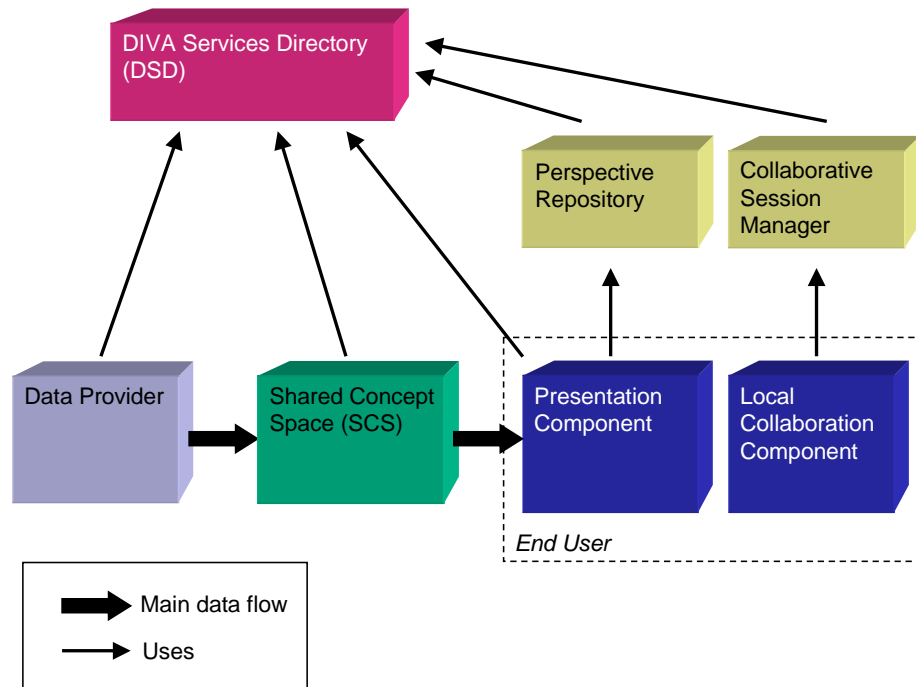 DIVA Services Directory
(DSD)
Perspective
Repository
Collaborative
Session
Manager
Data Provider
Shared Concept
Space (SCS)
Presentation
Component
Local
Collaboration
Component
End User
Main data flow
Uses